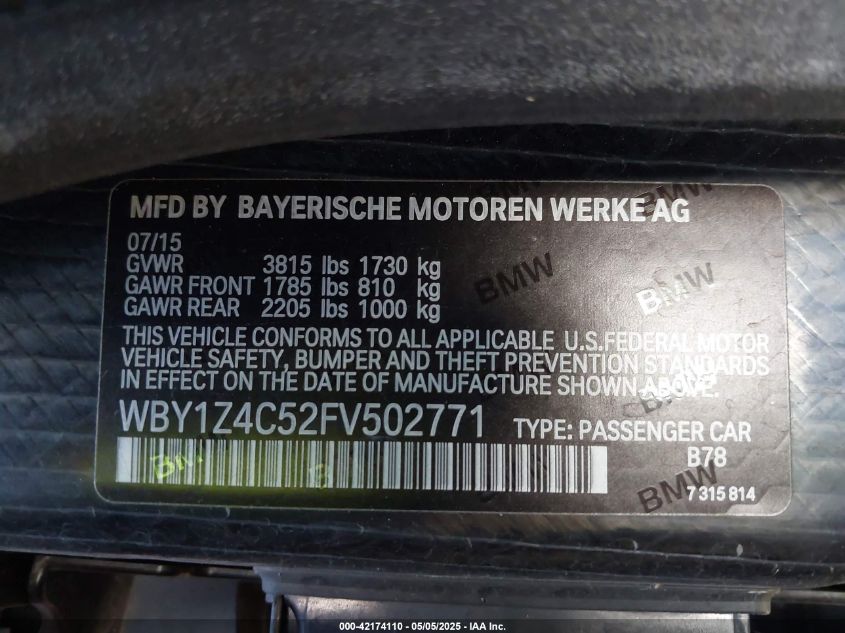 MFD BY BAYERISCHE MOTOREN WERKE AG
07/15
GVWR 3815 lbs 1730 kg
GAWR FRONT 1785 lbs 810 kg
GAWR REAR 2205 lbs 1000 kg
THIS VEHICLE CONFORMS TO ALL APPLICABLE U.S.FEDERAL MOTOR
VEHICLE SAFETY, BUMPER AND THEFT PREVENTION STANDARDS
IN EFFECT ON THE DATE OF MANUFACTURE SHOWN ABOVE.
WBY1Z4C52FV502771 TYPE: PASSENGER CAR
B78
7 315 814
BMW
BMW
BMW
BMW
BMW
BMW
000-42174110 - 05/05/2025 - IAA Inc.